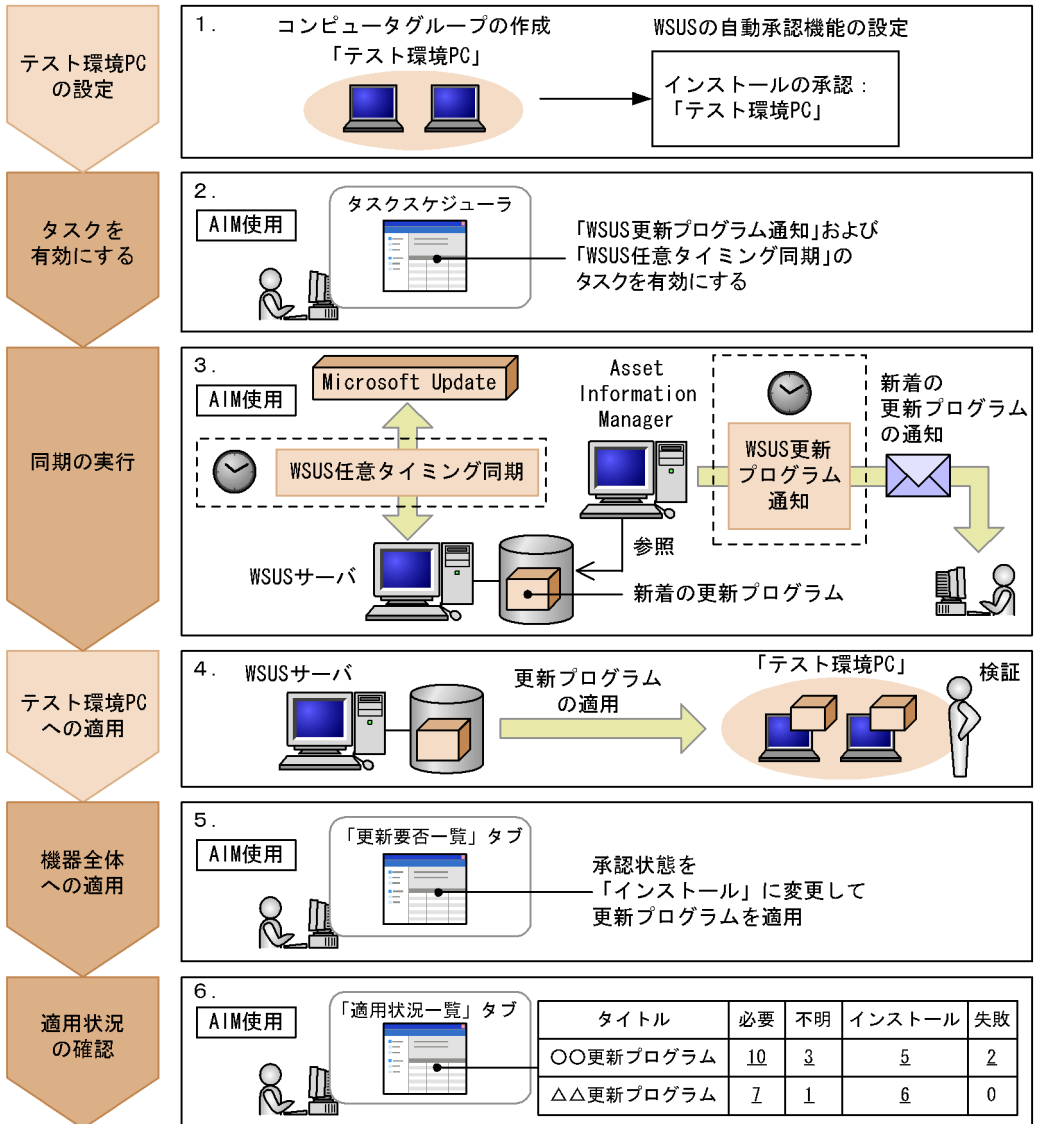 テスト環境PC
の設定
1.
コンピュータグループの作成
「テスト環境PC」
WSUSの自動承認機能の設定
インストールの承認：
「テスト環境PC」
タスクを
有効にする
2.
AIM使用
タスクスケジューラ
「WSUS更新プログラム通知」および
「WSUS任意タイミング同期」の
タスクを有効にする
同期の実行
3.
AIM使用
Microsoft Update
WSUS任意タイミング同期
WSUSサーバ
Asset
Information
Manager
参照
新着の更新プログラム
WSUS更新
プログラム
通知
新着の
更新プログラム
の通知
テスト環境PC
への適用
4.
WSUSサーバ
更新プログラム
の適用
「テスト環境PC」
検証
機器全体
への適用
5.
AIM使用
「更新要否一覧」タブ
承認状態を
「インストール」に変更して
更新プログラムを適用
適用状況
の確認
6.
AIM使用
「適用状況一覧」タブ
タイトル 必要 不明 インストール 失敗
○○更新プログラム 10 3 5 2
△△更新プログラム 7 1 6 0